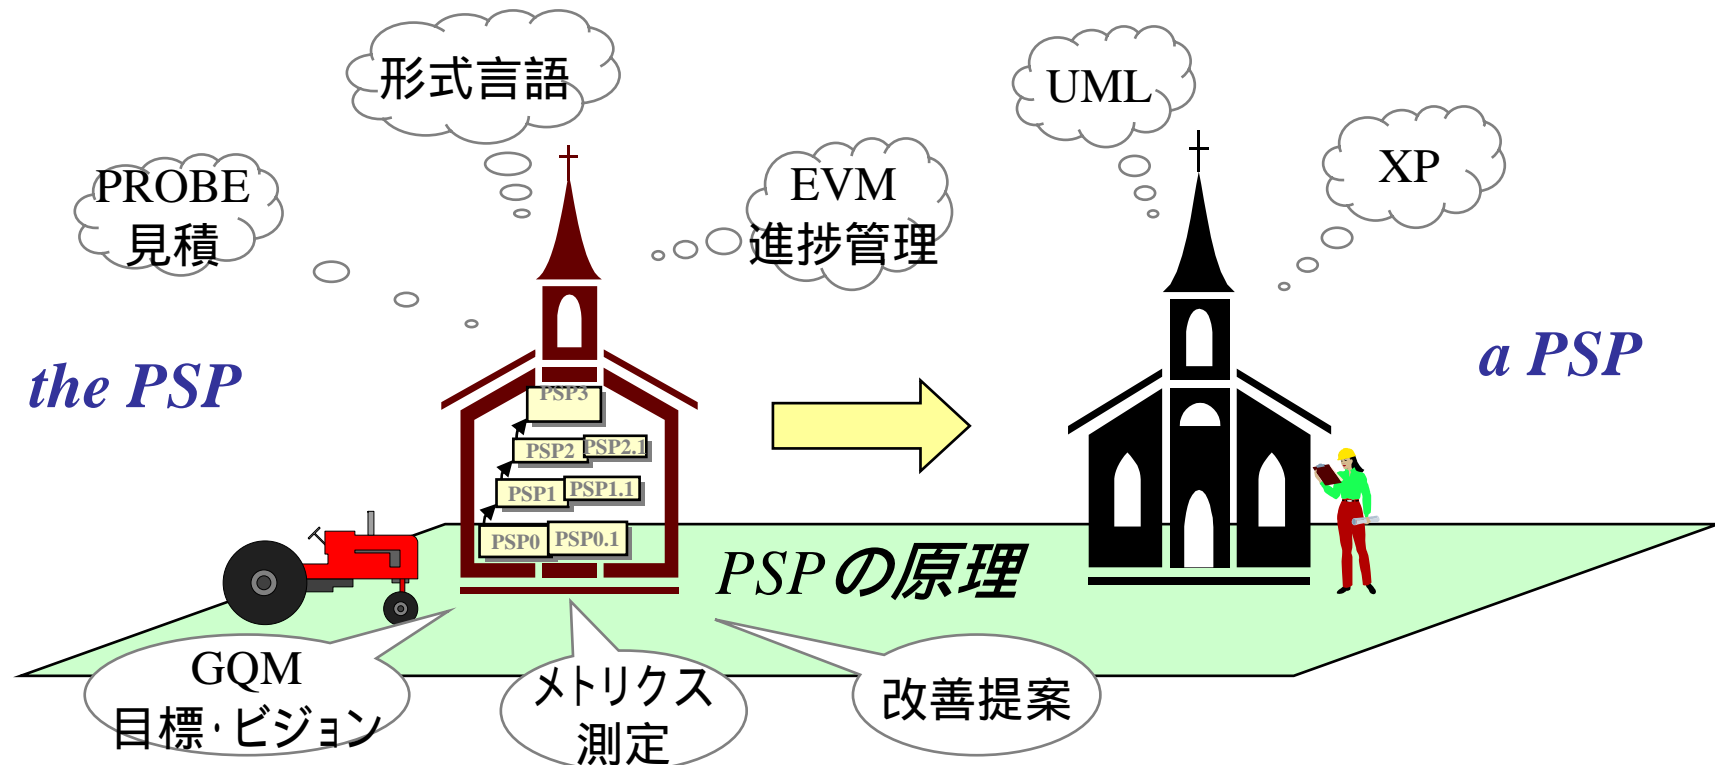 形式言語
UML
PROBE
見積
EVM
進捗管理
XP
the PSP
a PSP
PSP3
PSP2
PSP2.1
PSP1
PSP1.1
PSP0
PSP0.1
PSPの原理
GQM
目標・ビジョン
メトリクス
測定
改善提案